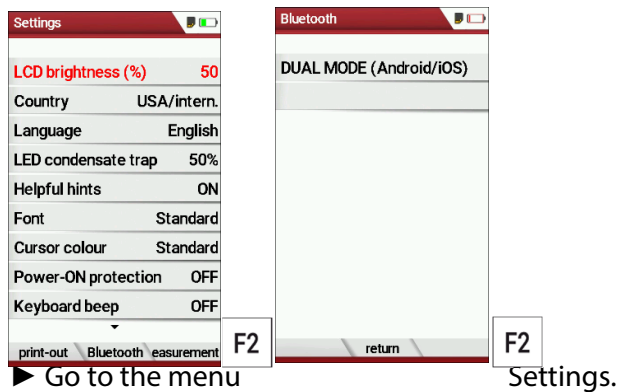 Settings
LCD brightness (%) 50
Country USA/intern.
Language English
LED condensate trap 50%
Helpful hints ON
Font Standard
Cursor colour Standard
Power-ON protection OFF
Keyboard beep OFF
print-out Bluetooth easurement
F2
Bluetooth
DUAL MODE (Android/iOS)
return
F2
► Go to the menu Settings.